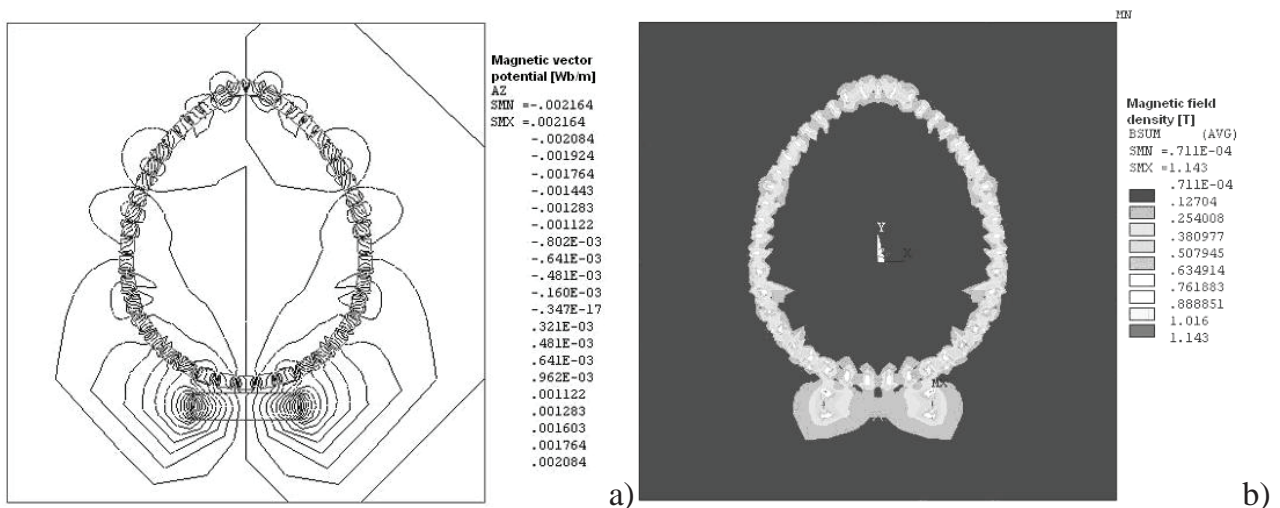 Magnetic vector
potential [Wb/m]
AZ
SMN =-.002164
SMX =.002164
-.002084
-.001924
-.001764
-.001443
-.001283
-.001122
-.802E-03
-.641E-03
-.481E-03
-.160E-03
-.347E-17
.321E-03
.481E-03
.641E-03
.962E-03
.001122
.001283
.001603
.001764
.002084
a)
MN
Y
X
MX
Magnetic field
density [T]
BSUM (AVG)
SMN =.711E-04
SMX =1.143
.711E-04
.12704
.254008
.380977
.507945
.634914
.761883
.888851
1.016
1.143
b)